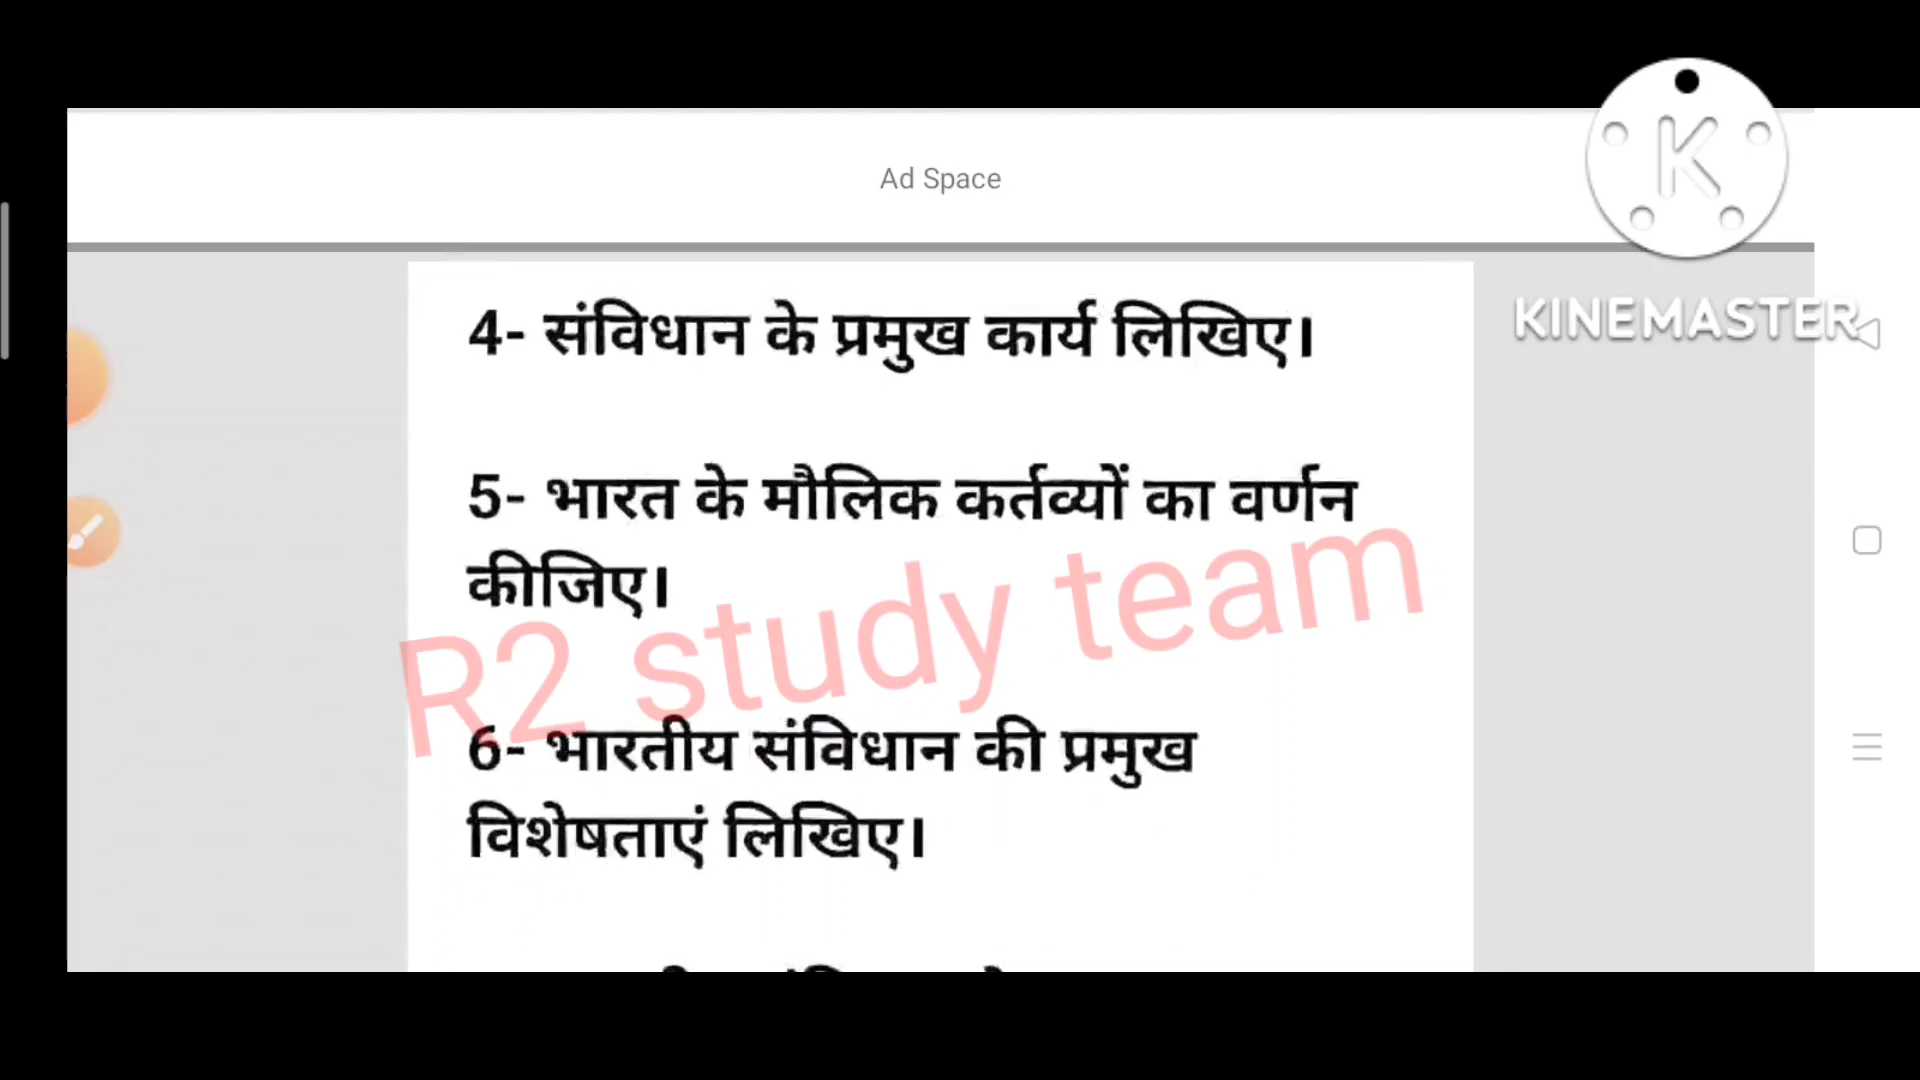 Ad Space
KINEMASTER
4- संविधान के प्रमुख कार्य लिखिए।
5- भारत के मौलिक कर्तव्यों का वर्णन
कीजिए।
R2 study team
6- भारतीय संविधान की प्रमुख
विशेषताएं लिखिए।